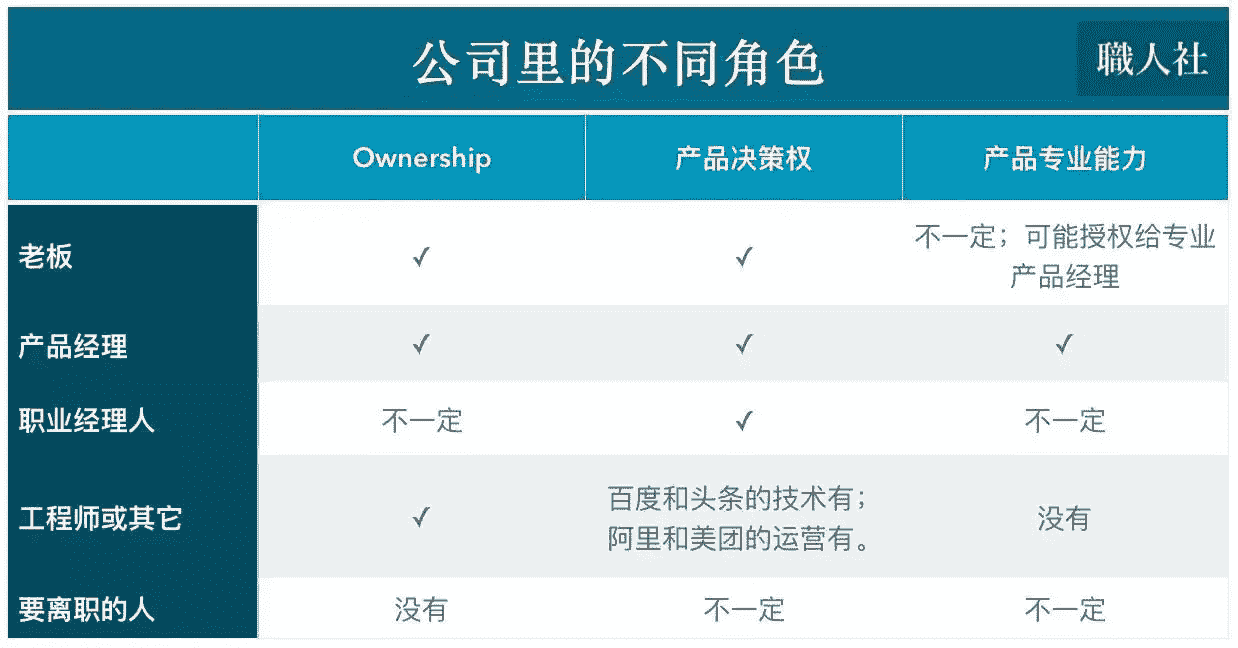 公司里的不同角色
職人社
Ownership
产品决策权
产品专业能力
老板
✓
✓
不一定；可能授权给专业
产品经理
产品经理
✓
✓
✓
职业经理人
不一定
✓
不一定
工程师或其它
✓
百度和头条的技术有；
阿里和美团的运营有。
没有
要离职的人
没有
不一定
不一定